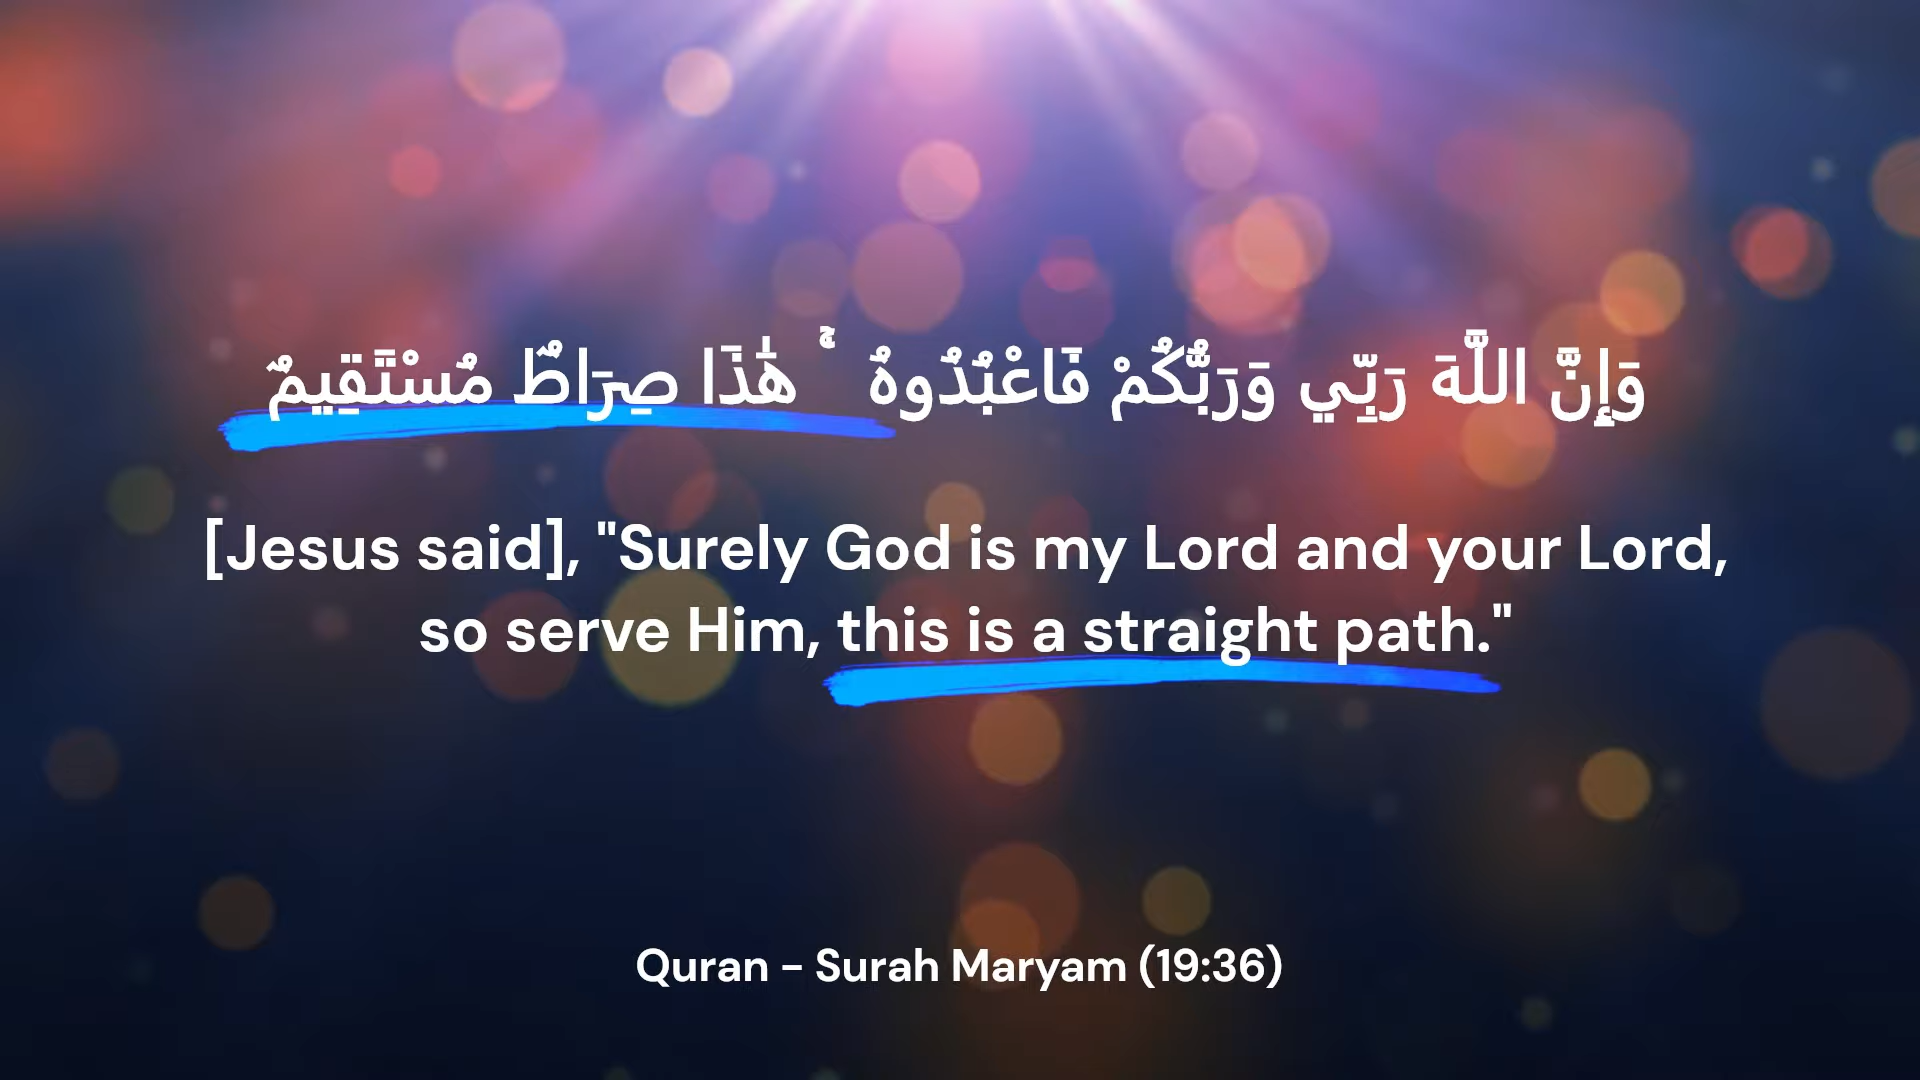 وَإِنَّ اللَّهَ رَبِّي وَرَبُّكُمْ فَاعْبُدُوهُ ۚ هَٰذَا صِرَاطٌ مُسْتَقِيمٌ
[Jesus said], "Surely God is my Lord and your Lord,
so serve Him, this is a straight path."
Quran - Surah Maryam (19:36)